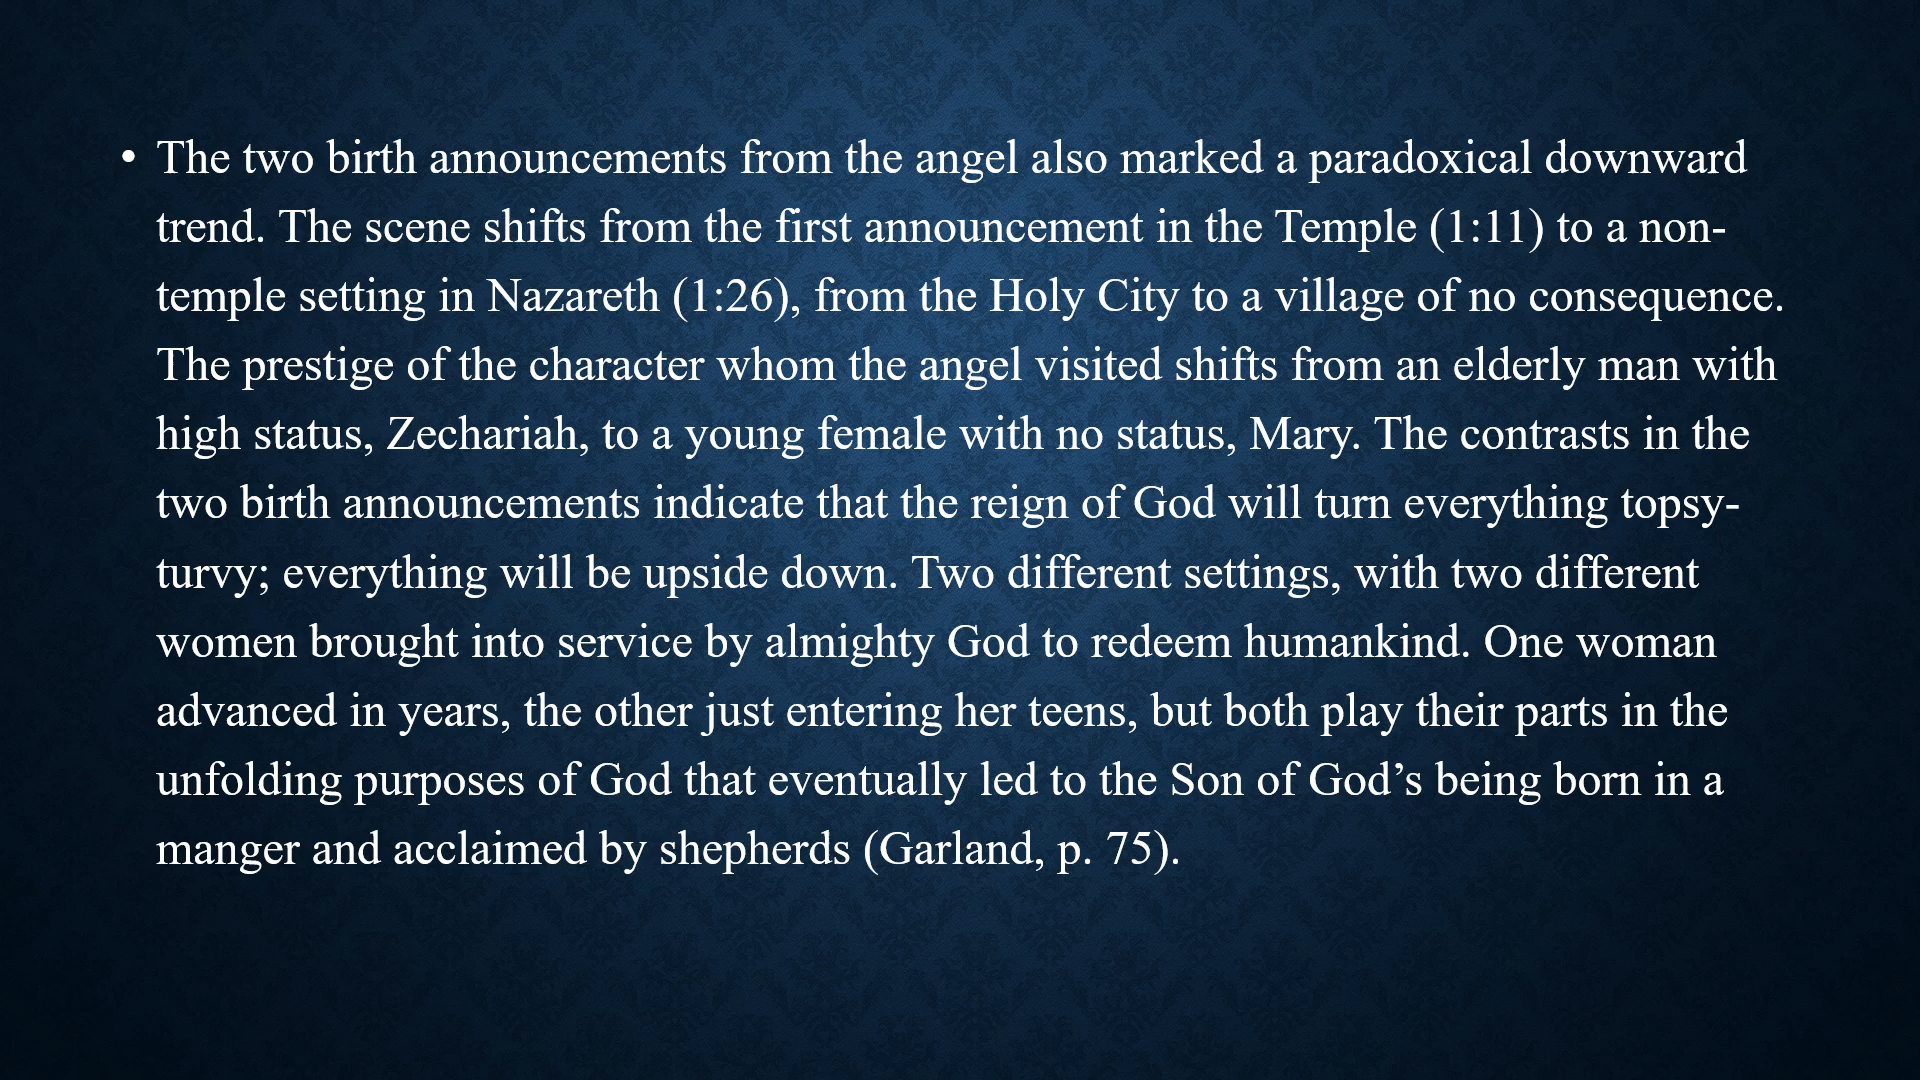 • The two birth announcements from the angel also marked a paradoxical downward
trend. The scene shifts from the first announcement in the Temple (1:11) to a non-
temple setting in Nazareth (1:26), from the Holy City to a village of no consequence.
The prestige of the character whom the angel visited shifts from an elderly man with
high status, Zechariah, to a young female with no status, Mary. The contrasts in the
two birth announcements indicate that the reign of God will turn everything topsy-
turvy; everything will be upside down. Two different settings, with two different
women brought into service by almighty God to redeem humankind. One woman
advanced in years, the other just entering her teens, but both play their parts in the
unfolding purposes of God that eventually led to the Son of God’s being born in a
manger and acclaimed by shepherds (Garland, p. 75).